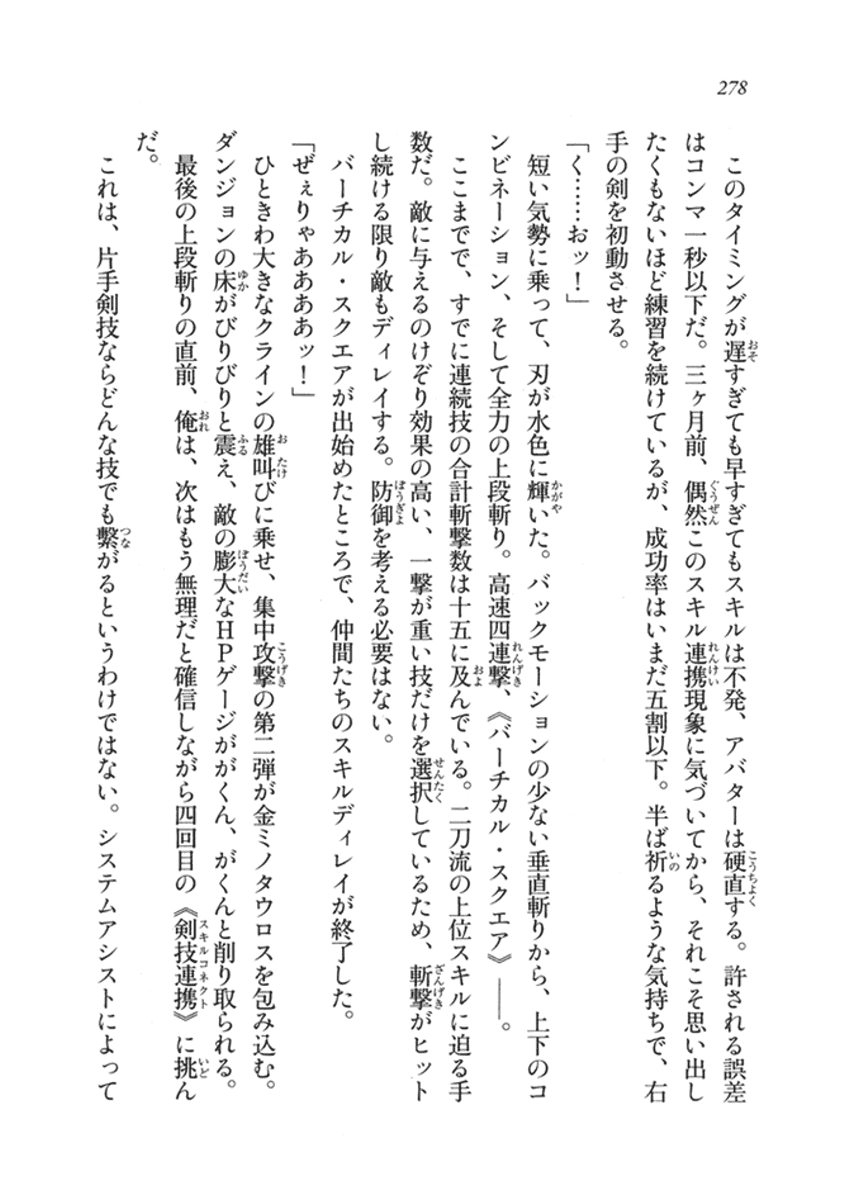 278
このタイミングが遅すぎても早すぎてもスキルは不発、アバターは硬直する。許される誤差
はコンマ一秒以下だ。三ヶ月前、偶然このスキル連携現象に気づいてから、それこそ思い出し
たくもないほど練習を続けているが、成功率はいまだ五割以下。半ば祈るような気持ちで、右
手の剣を初動させる。
「く……おッ！」
短い気勢に乗って、刃が水色に輝いた。バックモーションの少ない垂直斬りから、上下のコ
ンビネーション、そして全力の上段斬り。高速四連撃、《バーチカル・スクエア》――。
ここまでで、すでに連続技の合計斬撃数は十五に及んでいる。二刀流の上位スキルに迫る手
数だ。敵に与えるのけぞり効果の高い、一撃が重い技だけを選択しているため、斬撃がヒット
し続ける限り敵もディレイする。防御を考える必要はない。
バーチカル・スクエアが出始めたところで、仲間たちのスキルディレイが終了した。
「ぜぇりゃああああッ！」
ひときわ大きなクラインの雄叫びに乗せ、集中攻撃の第二弾が金ミノタウロスを包み込む。
ダンジョンの床がびりびりと震え、敵の膨大なHPゲージががくん、がくんと削り取られる。
最後の上段斬りの直前、俺は、次はもう無理だと確信しながら四回目の《剣技連携》に挑ん
だ。
これは、片手剣技ならどんな技でも繫がるというわけではない。システムアシストによって